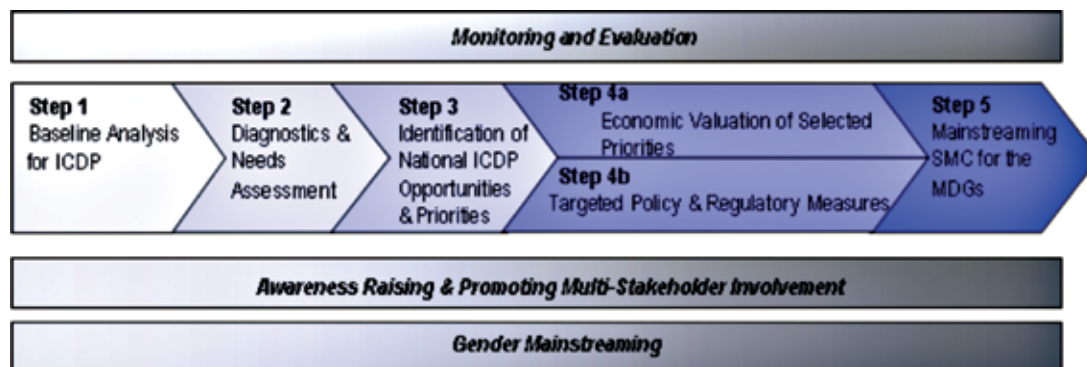 Monitoring and Evaluation
Step 1
Baseline Analysis
for ICDP
Step 2
Diagnostics &
Needs
Assessment
Step 3
Identification of
National ICDP
Opportunities
& Priorities
Step 4a
Economic Valuation of Selected
Priorities
Step 4b
Targeted Policy & Regulatory Measures
Step 5
Mainstreaming
SMC for the
MDGs
Awareness Raising & Promoting Multi-Stakeholder Involvement
Gender Mainstreaming